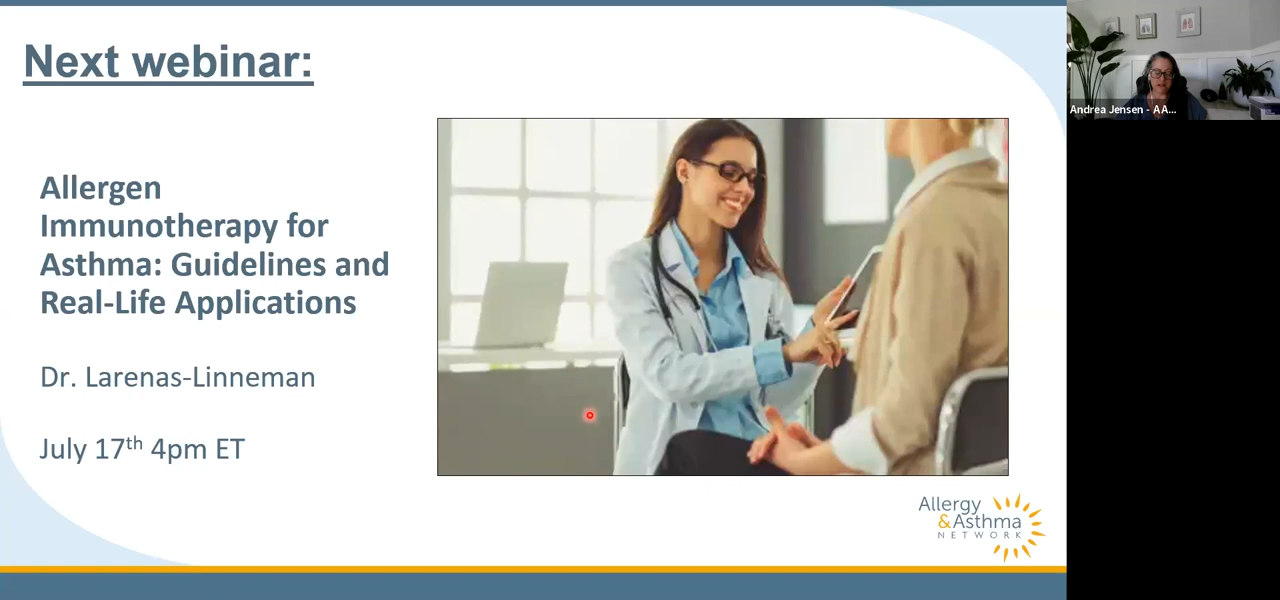 Next webinar:
Allergen
Immunotherapy for
Asthma: Guidelines and
Real-Life Applications
Dr. Larenas-Linneman
July 17th 4pm ET
Allergy
&Asthma
NETWORK
Andrea Jensen - AA...